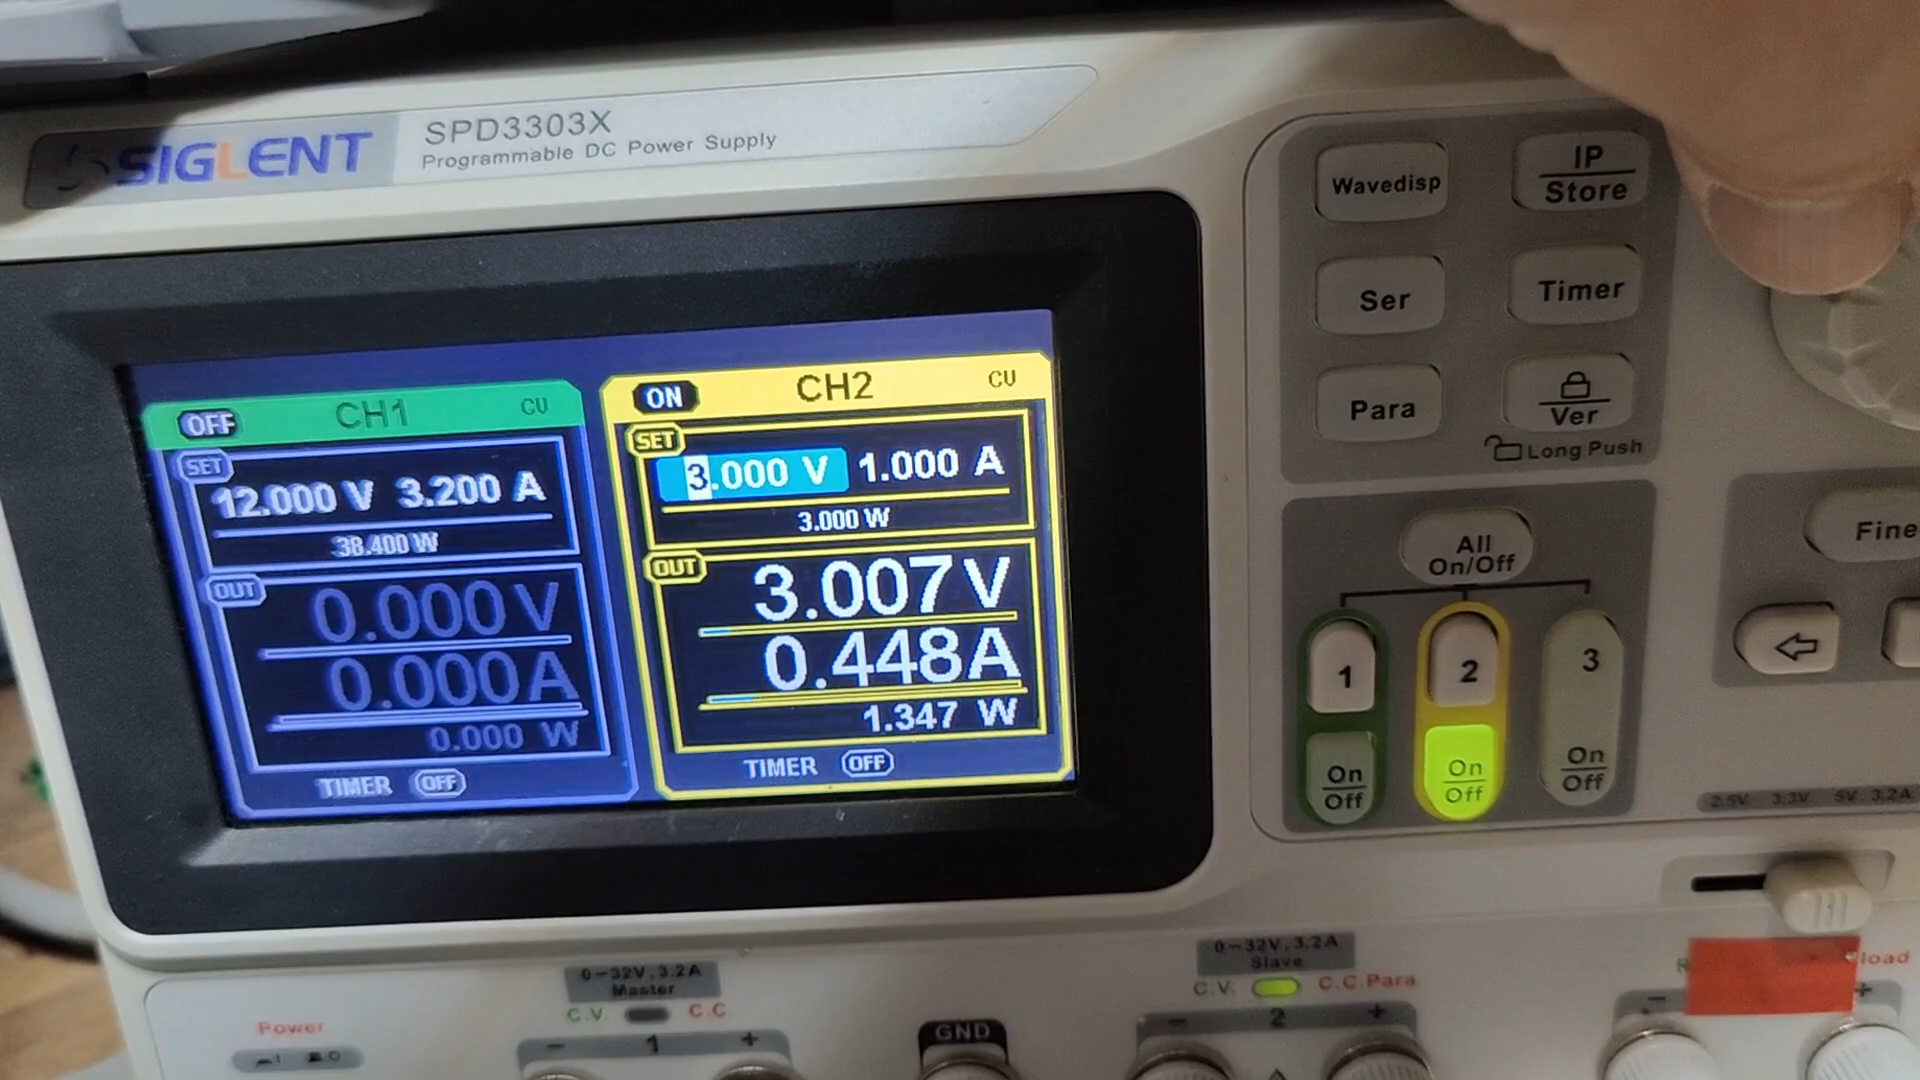 SIGLENT
SPD3303X
Programmable DC Power Supply
OFF CH1 CV
SET
12.000 V 3.200 A
38.400 W
OUT
0.000 V
0.000 A
0.000 W
TIMER OFF
ON CH2 CV
SET
3.000 V 1.000 A
3.000 W
OUT
3.007 V
0.448 A
1.347 W
TIMER OFF
Wavedisp
IP
Store
Ser
Timer
Para
Ver
Long Push
All
On/Off
1
2
3
On
Off
On
Off
On
Off
Fine
2.5V 3.3V 5V. 3.2A
0~32V,3.2A
Master
C.V. C.C
- 1 +
Power
GND
0~32V,3.2A
Slave
C.V. C.C.Para
- 2 +
load
- +